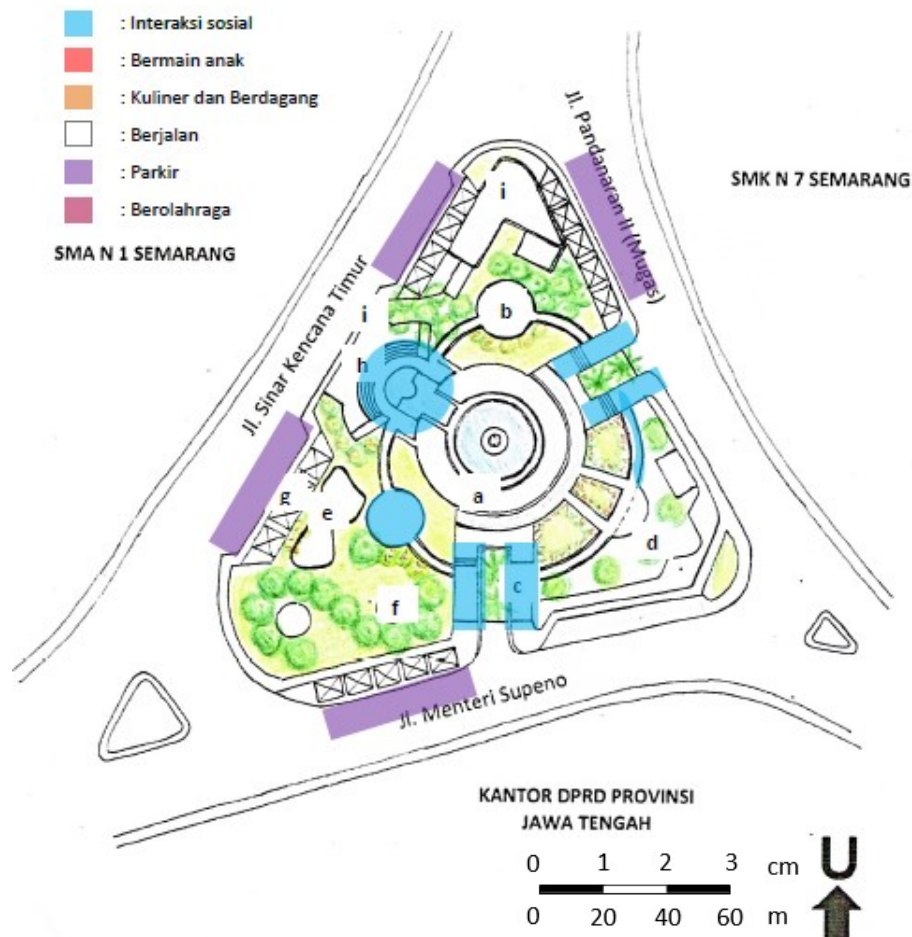 : Interaksi sosial
: Bermain anak
: Kuliner dan Berdagang
: Berjalan
: Parkir
: Berolahraga
SMA N 1 SEMARANG
Jl. Pandanaran II (Mugas)
SMK N 7 SEMARANG
Jl. Sinar Kencana Timur
i
b
i
h
a
g
e
d
c
f
Jl. Menteri Supeno
KANTOR DPRD PROVINSI
JAWA TENGAH
0 1 2 3 cm
0 20 40 60 m
U